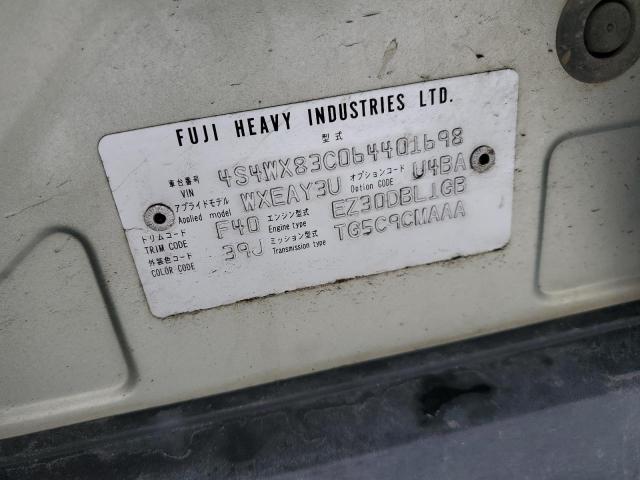 FUJI HEAVY INDUSTRIES LTD.
型式
車台番号 VIN 4S4WX83C064401698
アプライドモデル Applied model WXEAY3U オプションコード Option CODE U4BA
トリムコード TRIM CODE F40 エンジン型式 Engine type EZ30DBL1GB
外装色コード COLOR CODE 39J ミッション型式 Transmission type TG5C9CMAAA